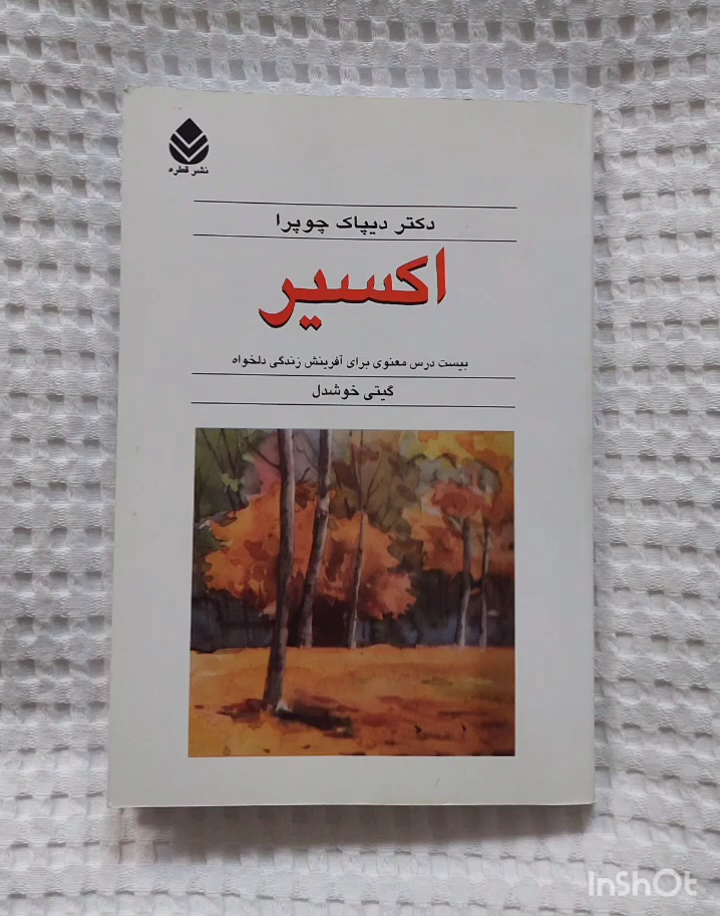 نشر قطره
دکتر دیپاک چوپرا
اکسیر
بیست درس معنوی برای آفرینش زندگی دلخواه
گیتی خوشدل
InShOt